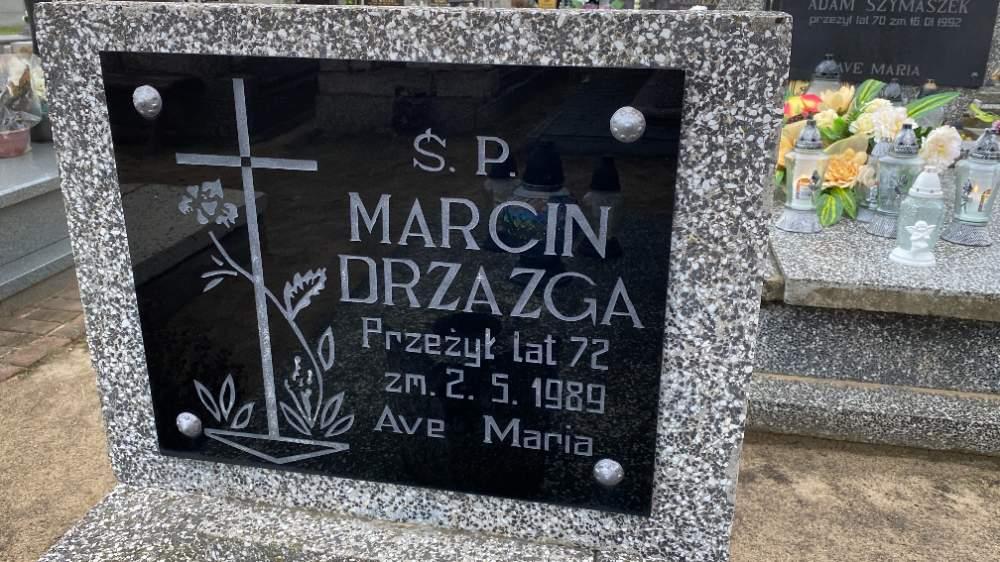 ADAM SZYMASZEK
przeżył lat 70 zm. 16 01 1992
AVE MARIA
Ś. P.
MARCIN
DRZAZGA
Przeżył lat 72
zm. 2. 5. 1989
Ave Maria